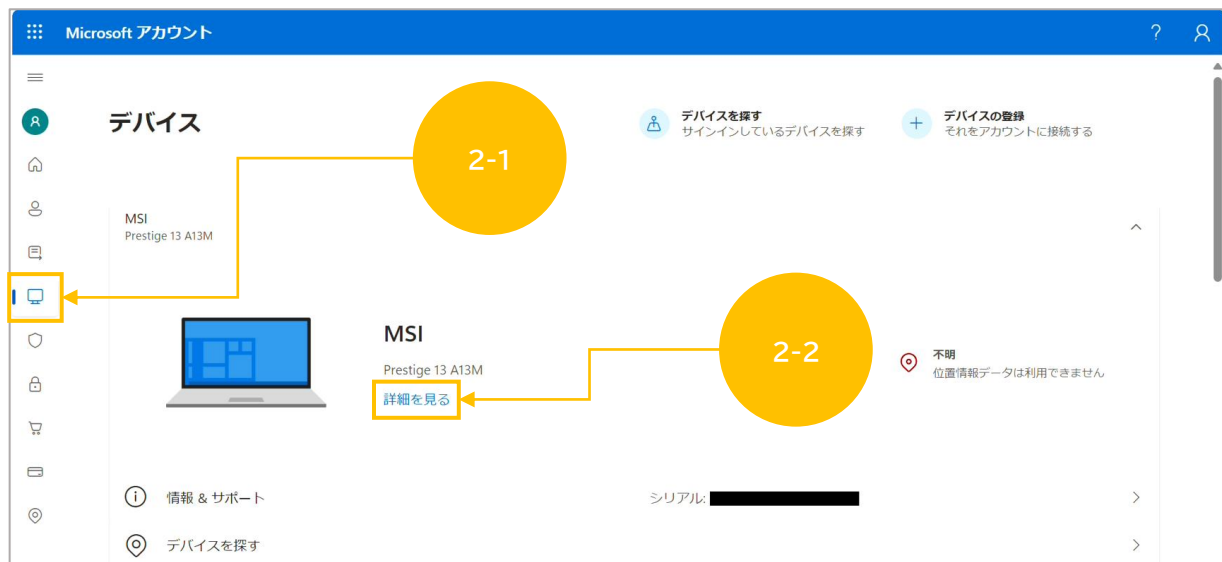 Microsoft アカウント
?
デバイス
デバイスを探す
サインインしているデバイスを探す
デバイスの登録
それをアカウントに接続する
2-1
MSI
Prestige 13 A13M
MSI
Prestige 13 A13M
詳細を見る
2-2
不明
位置情報データは利用できません
情報 & サポート
シリアル:
デバイスを探す